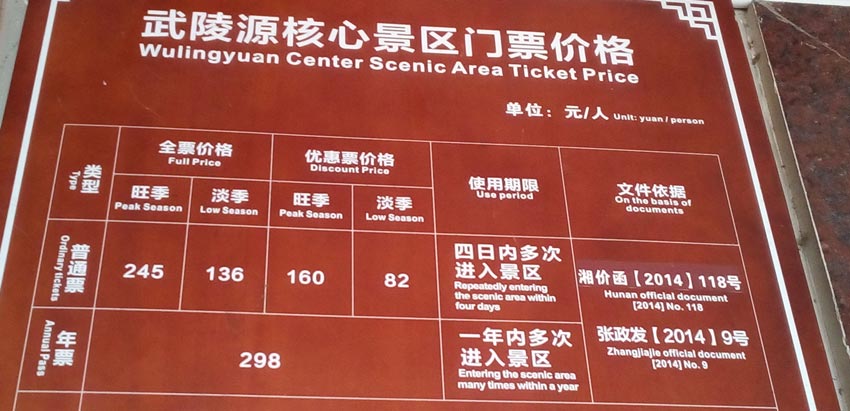 武陵源核心景区门票价格
Wulingyuan Center Scenic Area Ticket Price
单位：元/人 Unit: yuan / person
类型
Type
全票价格
Full Price
优惠票价格
Discount Price
使用期限
Use period
文件依据
On the basis of
documents
旺季
Peak Season
淡季
Low Season
旺季
Peak Season
淡季
Low Season
普通票
Ordinary tickets
245
136
160
82
四日内多次
进入景区
Repeatedly entering
the scenic area within
four days
湘价函【2014】118号
Hunan official document
[2014] No. 118
年票
Annual Pass
298
一年内多次
进入景区
Entering the scenic area
many times within a year
张政发【2014】9号
Zhangjiajie official document
[2014] No. 9